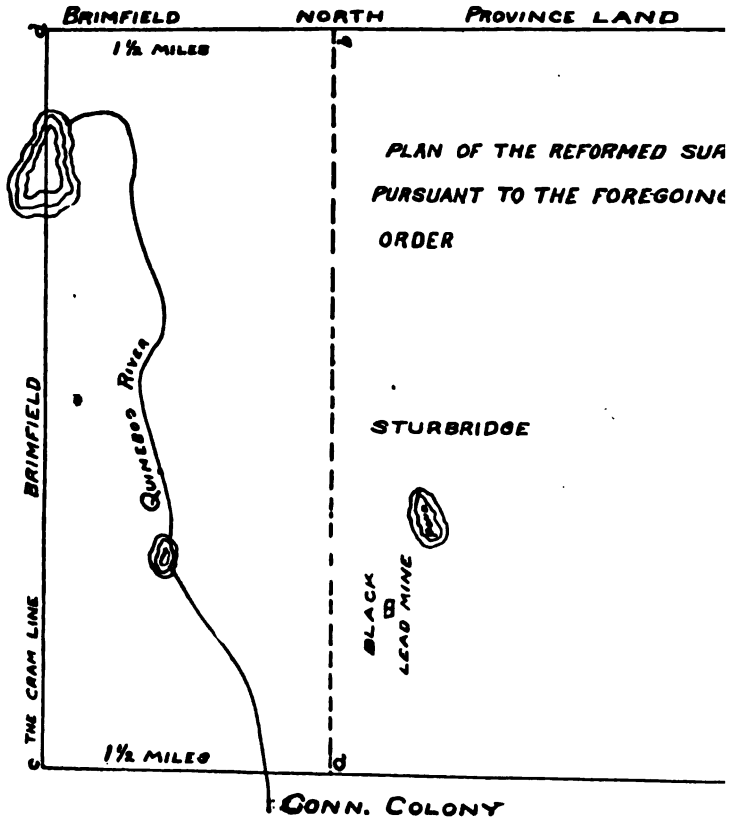 BRIMFIELD NORTH PROVINCE LAND
a b
1½ MILES
PLAN OF THE REFORMED SUR
PURSUANT TO THE FOREGOING
ORDER
QUINEBOG RIVER
BRIMFIELD
STURBRIDGE
POND
BLACK
LEAD MINE
THE CRAM LINE
1½ MILES
c d
CONN. COLONY